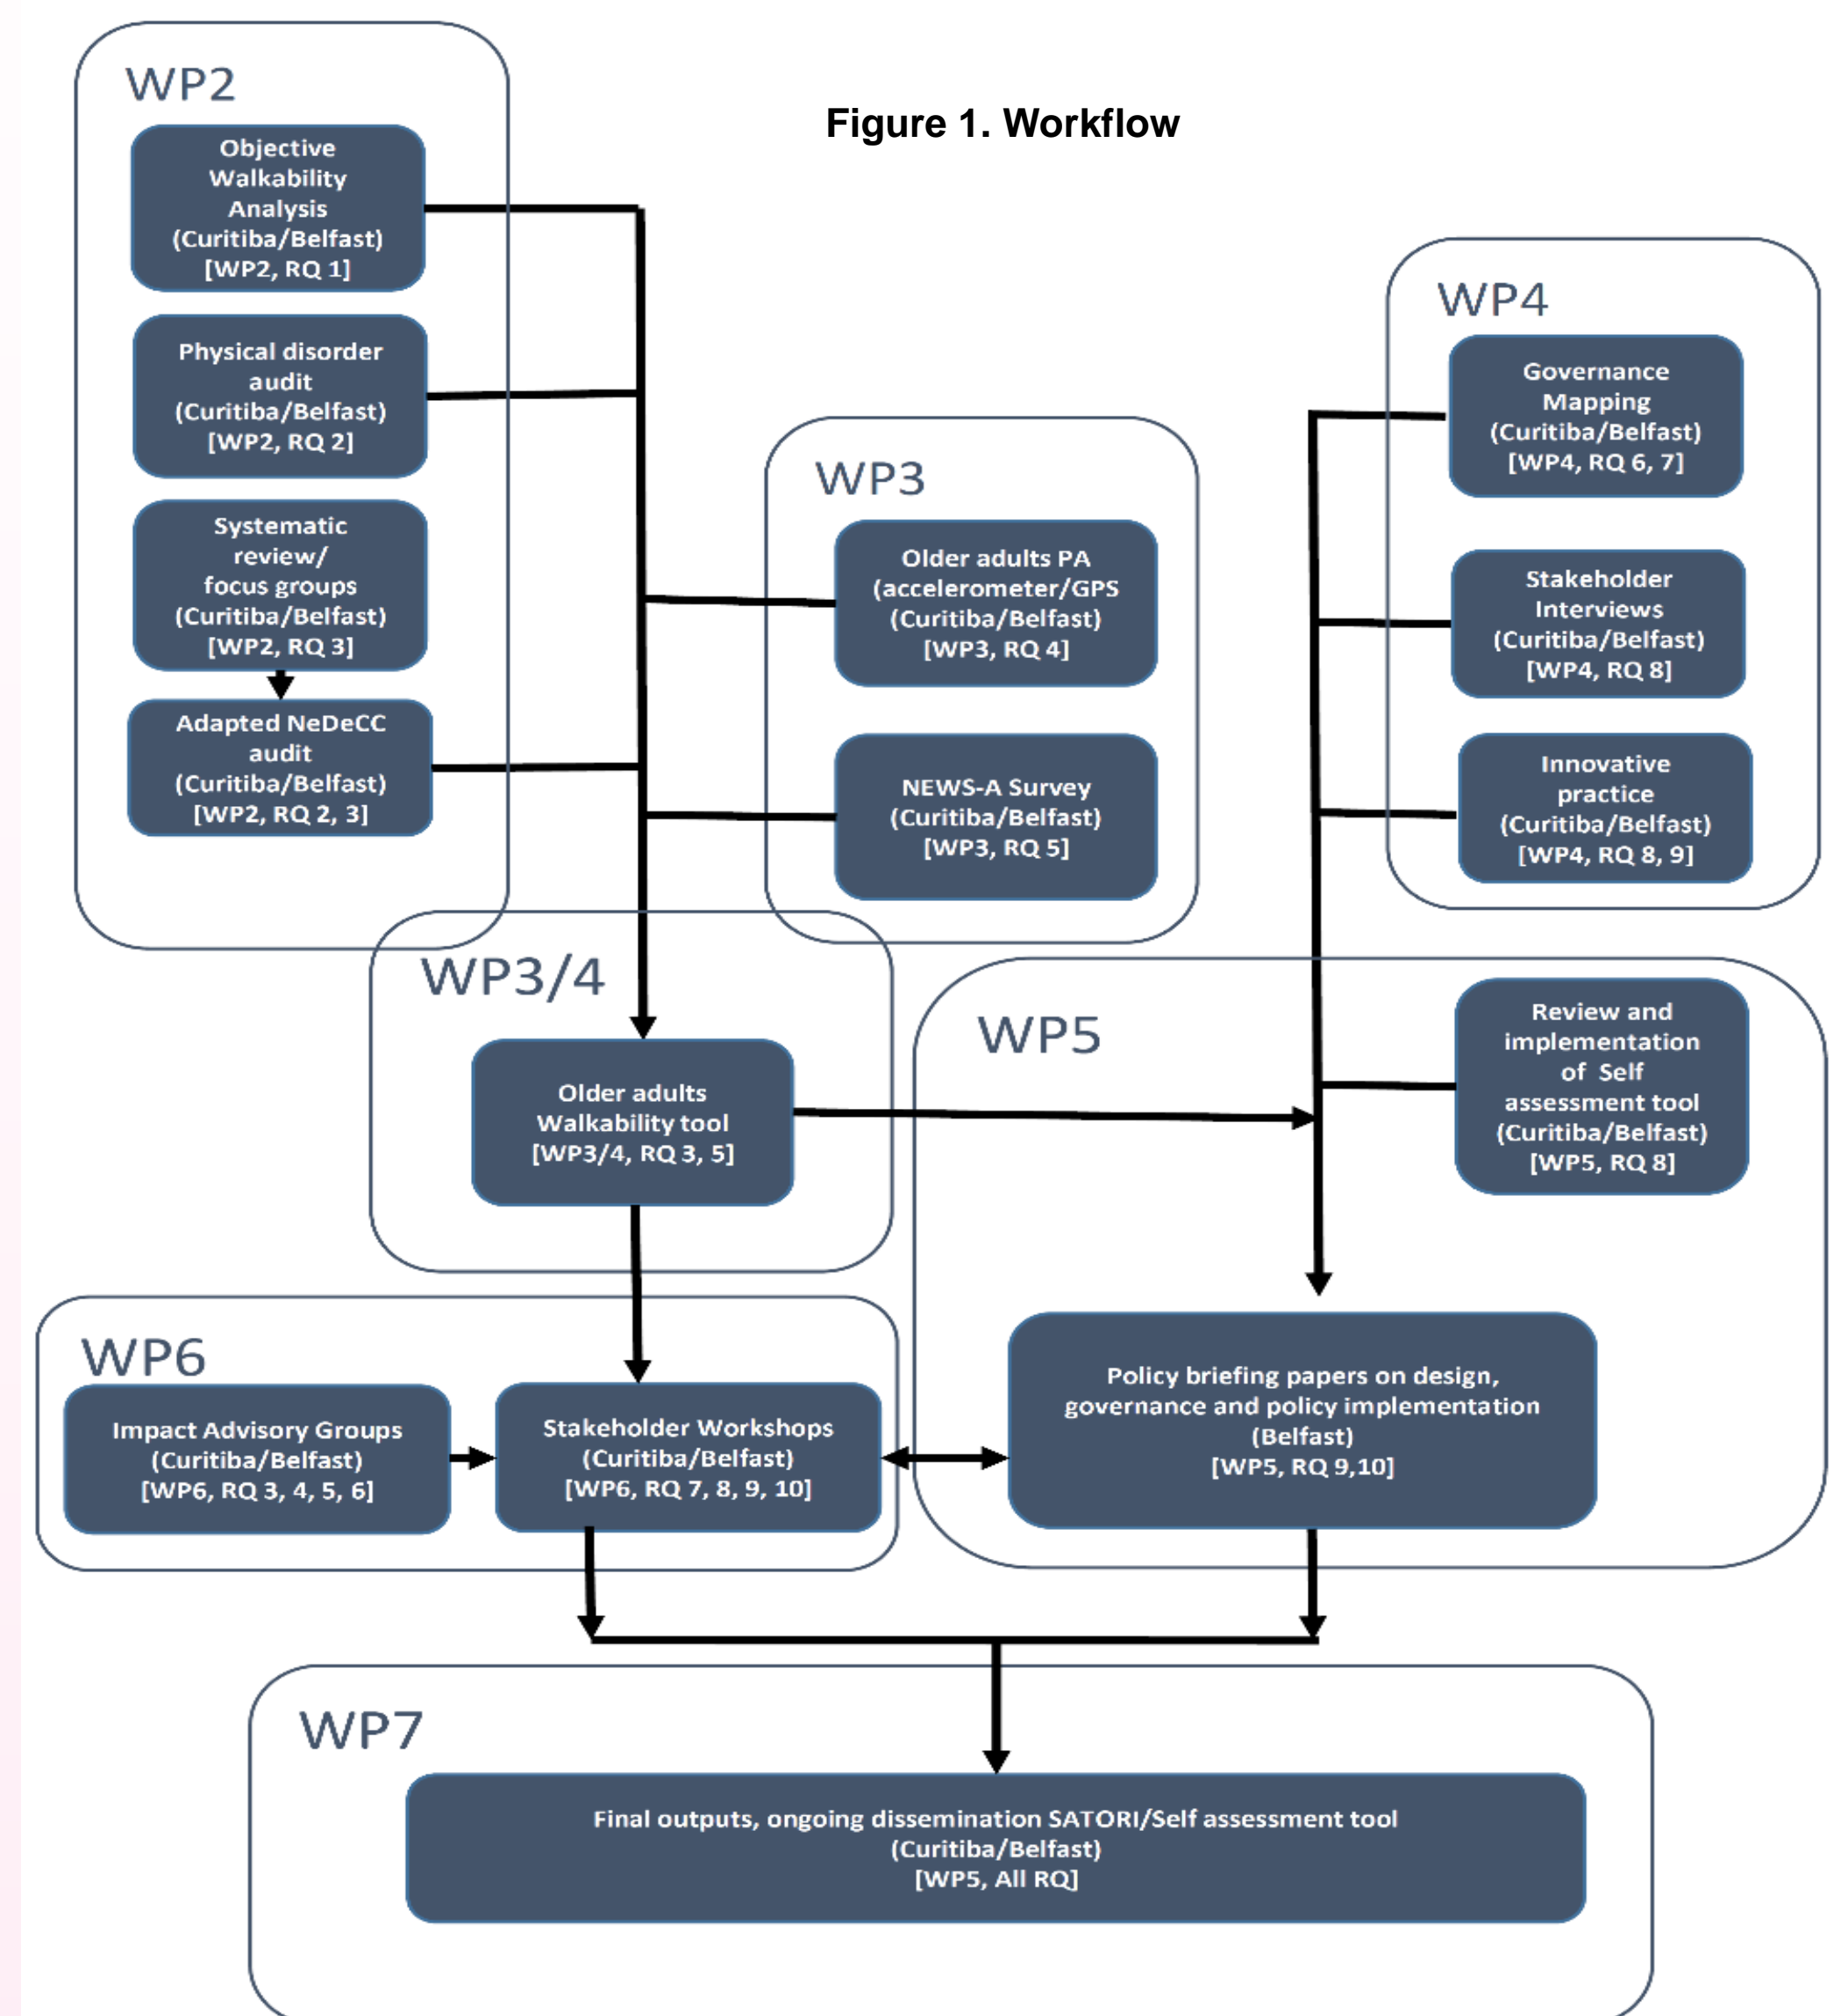 Figure 1. Workflow
WP2
Objective
Walkability
Analysis
(Curitiba/Belfast)
[WP2, RQ 1]
Physical disorder
audit
(Curitiba/Belfast)
[WP2, RQ 2]
Systematic
review/
focus groups
(Curitiba/Belfast)
[WP2, RQ 3]
Adapted NeDeCC
audit
(Curitiba/Belfast)
[WP2, RQ 2, 3]
WP3
Older adults PA
(accelerometer/GPS
(Curitiba/Belfast)
[WP3, RQ 4]
NEWS-A Survey
(Curitiba/Belfast)
[WP3, RQ 5]
WP4
Governance
Mapping
(Curitiba/Belfast)
[WP4, RQ 6, 7]
Stakeholder
Interviews
(Curitiba/Belfast)
[WP4, RQ 8]
Innovative
practice
(Curitiba/Belfast)
[WP4, RQ 8, 9]
WP3/4
Older adults
Walkability tool
[WP3/4, RQ 3, 5]
WP5
Review and
implementation
of Self
assessment tool
(Curitiba/Belfast)
[WP5, RQ 8]
Policy briefing papers on design,
governance and policy implementation
(Belfast)
[WP5, RQ 9,10]
WP6
Impact Advisory Groups
(Curitiba/Belfast)
[WP6, RQ 3, 4, 5, 6]
Stakeholder Workshops
(Curitiba/Belfast)
[WP6, RQ 7, 8, 9, 10]
WP7
Final outputs, ongoing dissemination SATORI/Self assessment tool
(Curitiba/Belfast)
[WP5, All RQ]